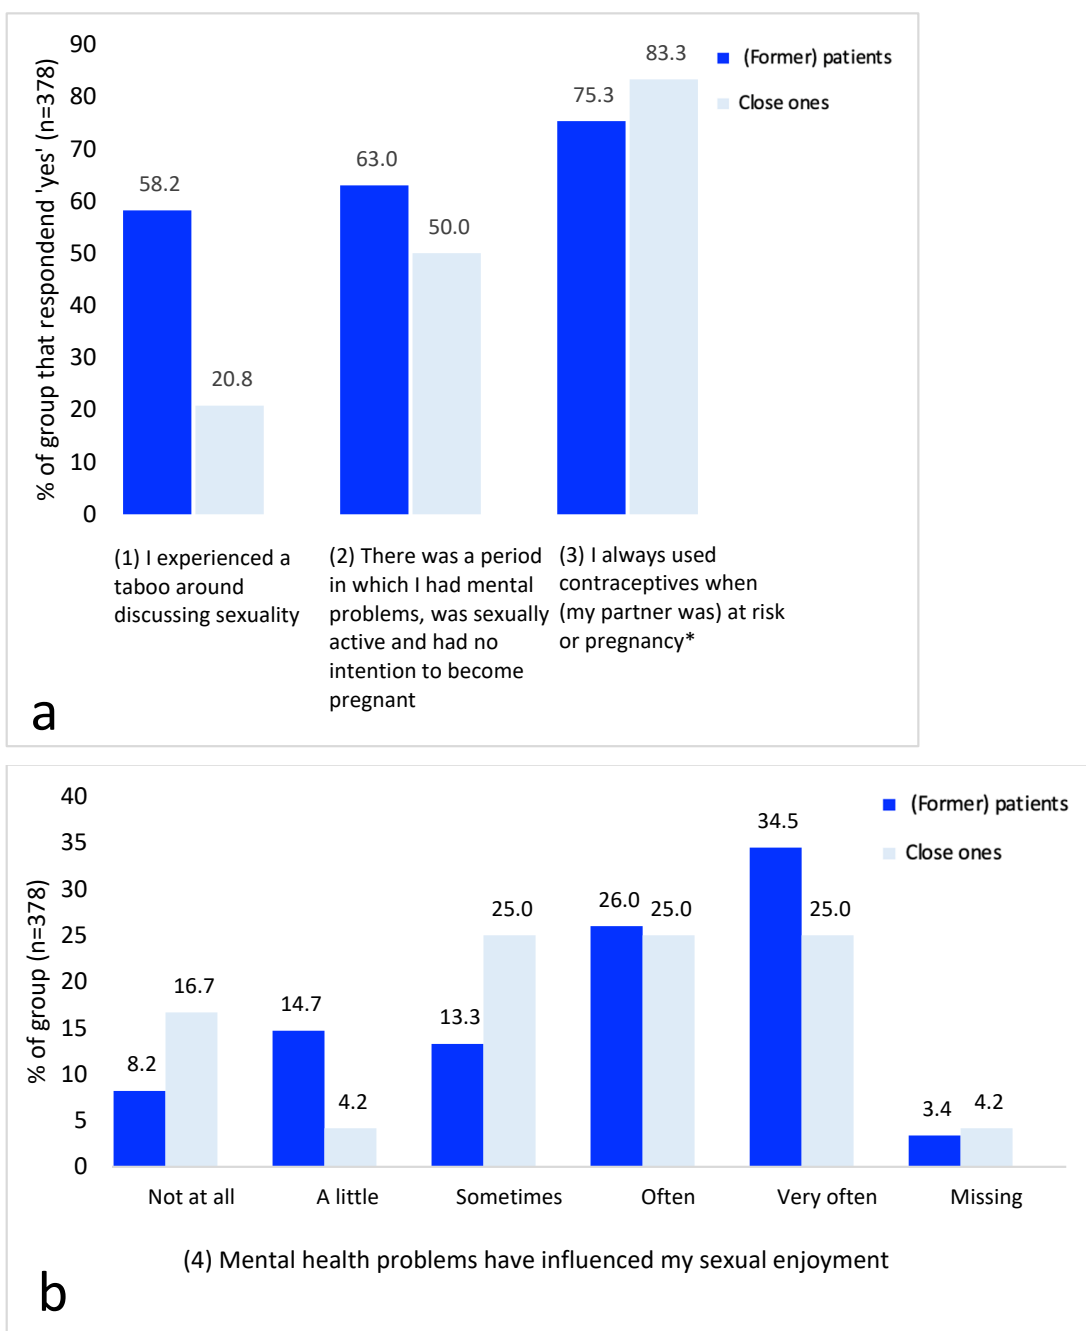 % of group that respondend 'yes' (n=378)
90
80
70
60
50
40
30
20
10
0
58.2
20.8
63.0
50.0
75.3
83.3
(Former) patients
Close ones
(1) I experienced a
taboo around
discussing sexuality
(2) There was a period
in which I had mental
problems, was sexually
active and had no
intention to become
pregnant
(3) I always used
contraceptives when
(my partner was) at risk
or pregnancy*
a
% of group (n=378)
40
35
30
25
20
15
10
5
0
8.2
16.7
14.7
4.2
13.3
25.0
26.0
25.0
34.5
25.0
3.4
4.2
(Former) patients
Close ones
Not at all
A little
Sometimes
Often
Very often
Missing
(4) Mental health problems have influenced my sexual enjoyment
b